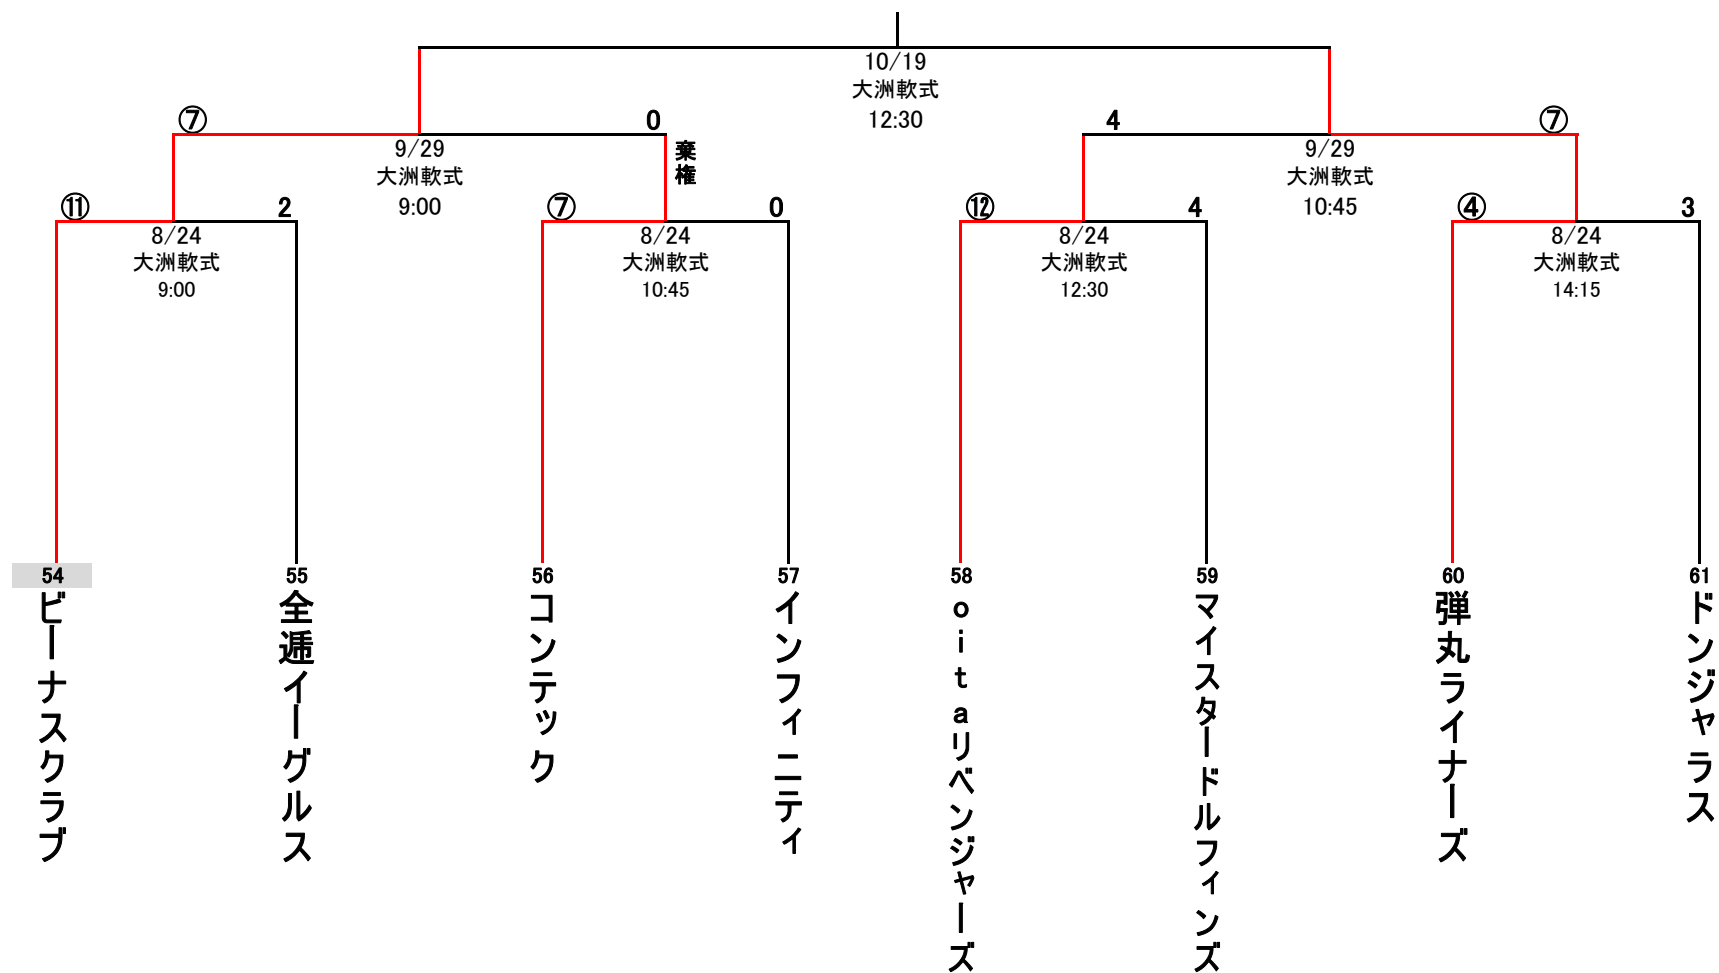 10/19
大洲軟式
12:30
⑦
0
棄権
4
⑦
9/29
大洲軟式
9:00
9/29
大洲軟式
10:45
⑪
2
⑦
0
⑫
4
④
3
8/24
大洲軟式
9:00
8/24
大洲軟式
10:45
8/24
大洲軟式
12:30
8/24
大洲軟式
14:15
54
ビーナスクラブ
55
全逓イーグルス
56
コンテック
57
インフィニティ
58
oitaリベンジャーズ
59
マイスタードルフィンズ
60
弾丸ライナーズ
61
ドンジャラス